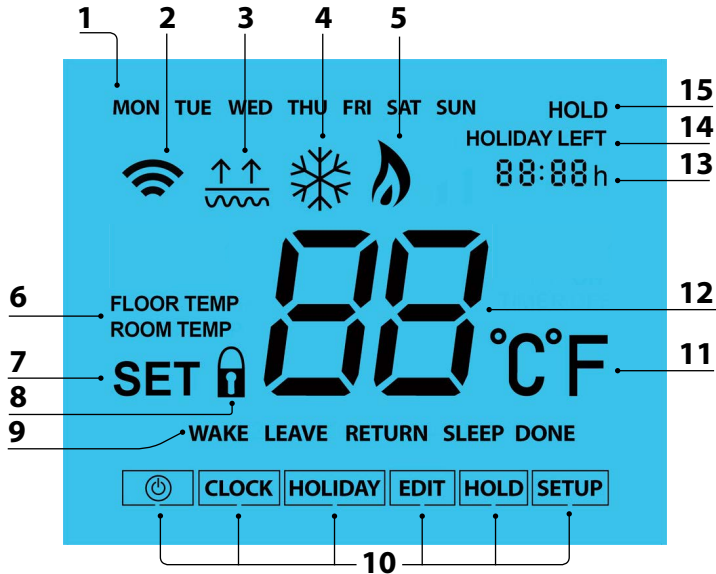 1 2 3 4 5
MON TUE WED THU FRI SAT SUN
HOLD 15
HOLIDAY LEFT 14
88:88h 13
88 12
6 FLOOR TEMP
ROOM TEMP
7 SET
°C°F 11
8
9 WAKE LEAVE RETURN SLEEP DONE
CLOCK HOLIDAY EDIT HOLD SETUP
10